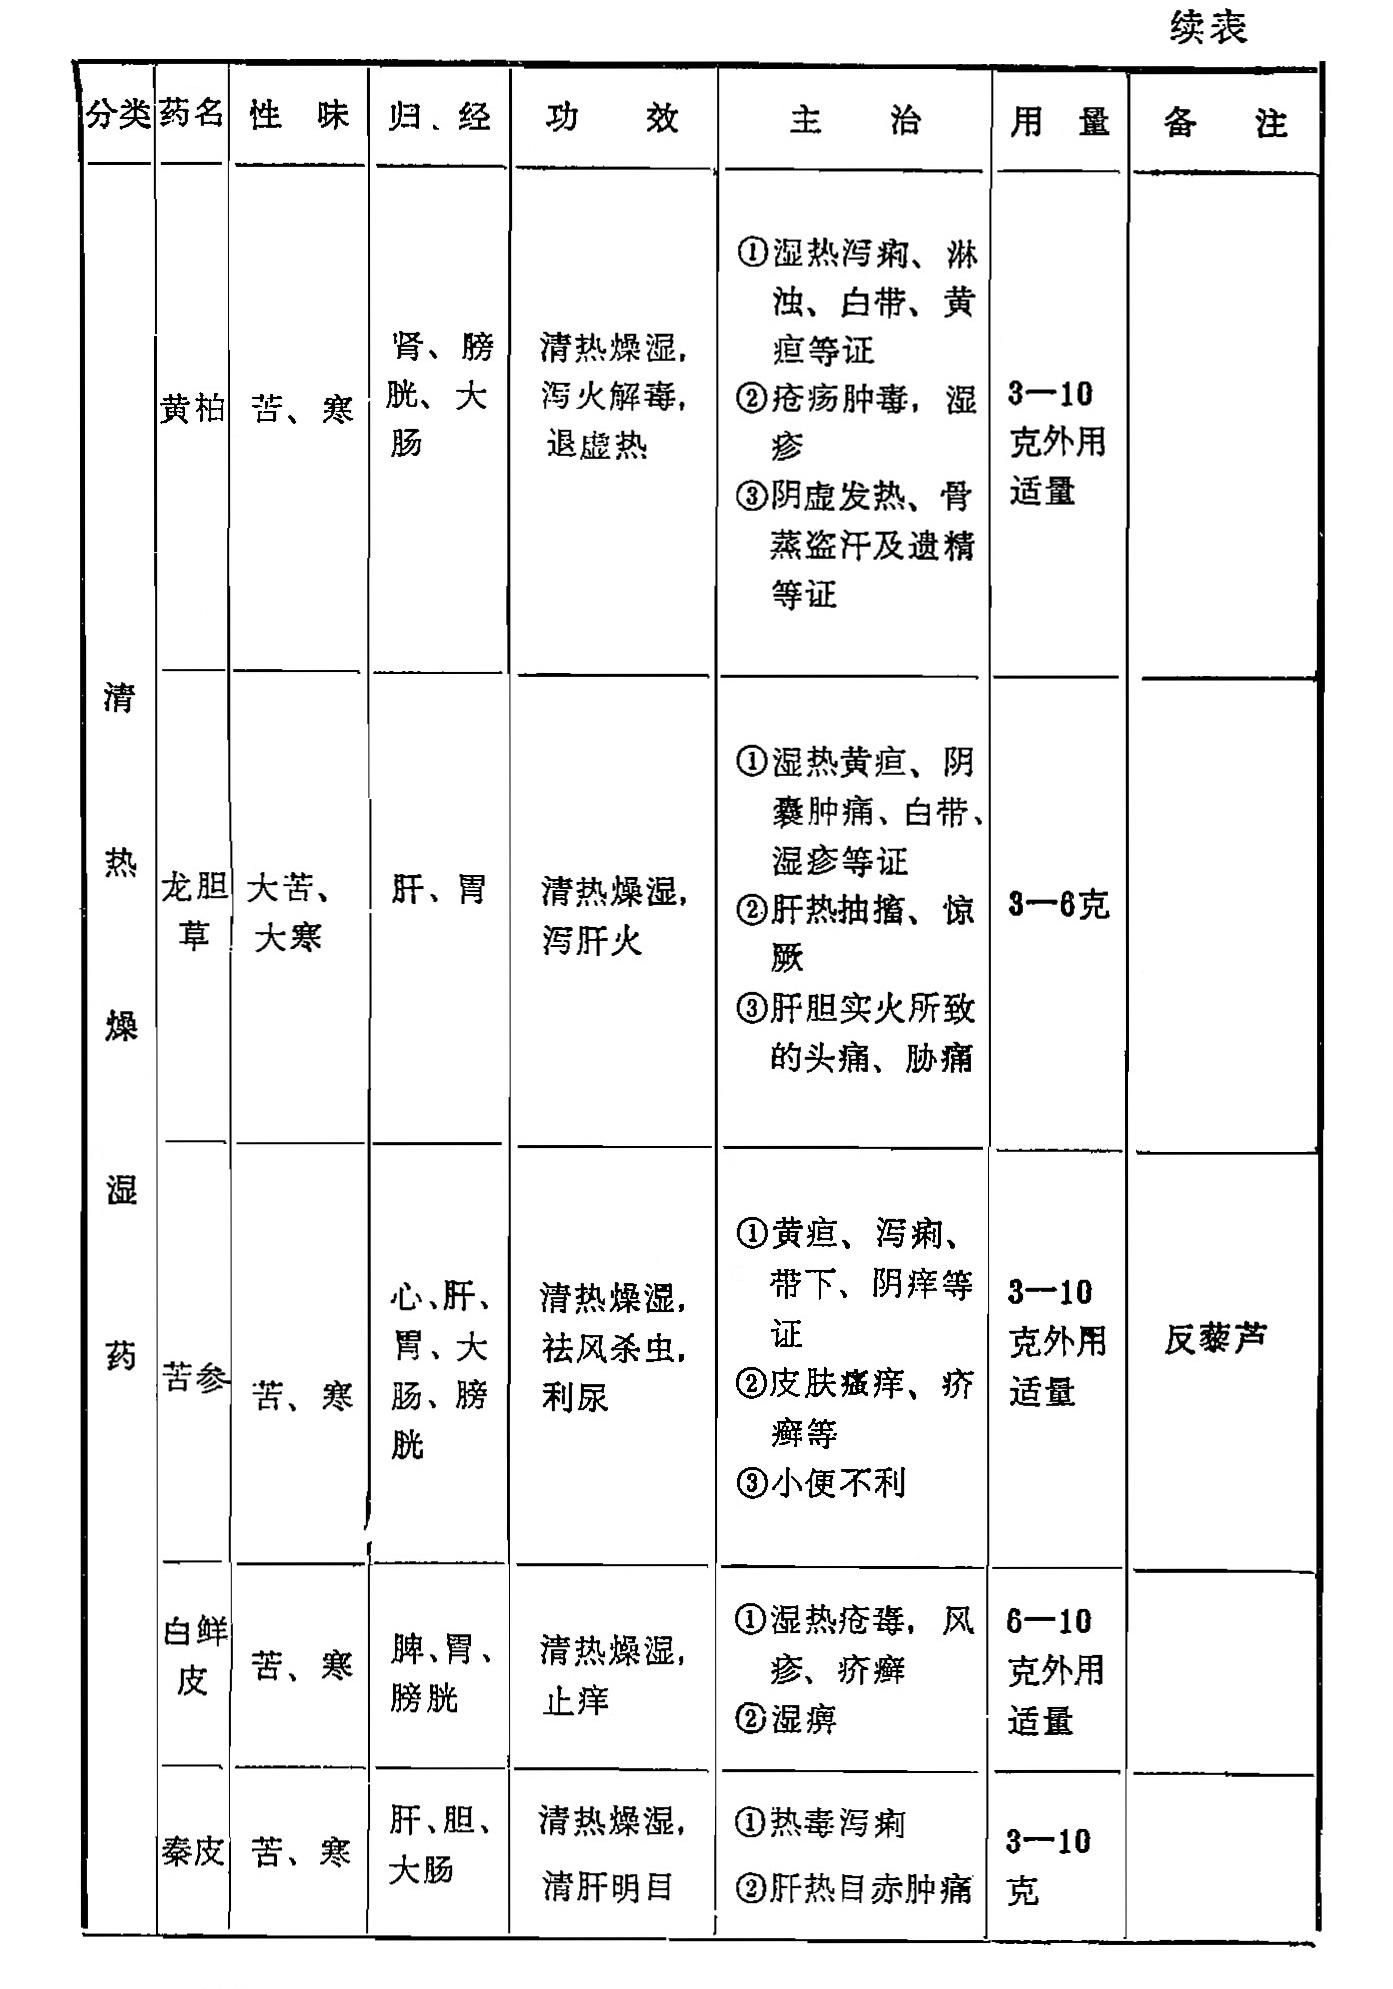 续表
分类 药名 性味 归经 功效 主治 用量 备注
清热燥湿药
黄柏
苦、寒
肾、膀
胱、大
肠
清热燥湿，
泻火解毒，
退虚热
①湿热泻痢、淋
浊、白带、黄
疸等证
②疮疡肿毒，湿
疹
③阴虚发热、骨
蒸盗汗及遗精
等证
3—10
克外用
适量
龙胆
草
大苦、
大寒
肝、胃
清热燥湿，
泻肝火
①湿热黄疸、阴
囊肿痛、白带、
湿疹等证
②肝热抽搐、惊
厥
③肝胆实火所致
的头痛、胁痛
3—6克
苦参
苦、寒
心、肝、
胃、大
肠、膀
胱
清热燥湿，
祛风杀虫，
利尿
①黄疸、泻痢、
带下、阴痒等
证
②皮肤瘙痒、疥
癣等
③小便不利
3—10
克外用
适量
反藜芦
白鲜
皮
苦、寒
脾、胃、
膀胱
清热燥湿，
止痒
①湿热疮毒，风
疹、疥癣
②湿痹
6—10
克外用
适量
秦皮
苦、寒
肝、胆、
大肠
清热燥湿，
清肝明目
①热毒泻痢
②肝热目赤肿痛
3—10
克